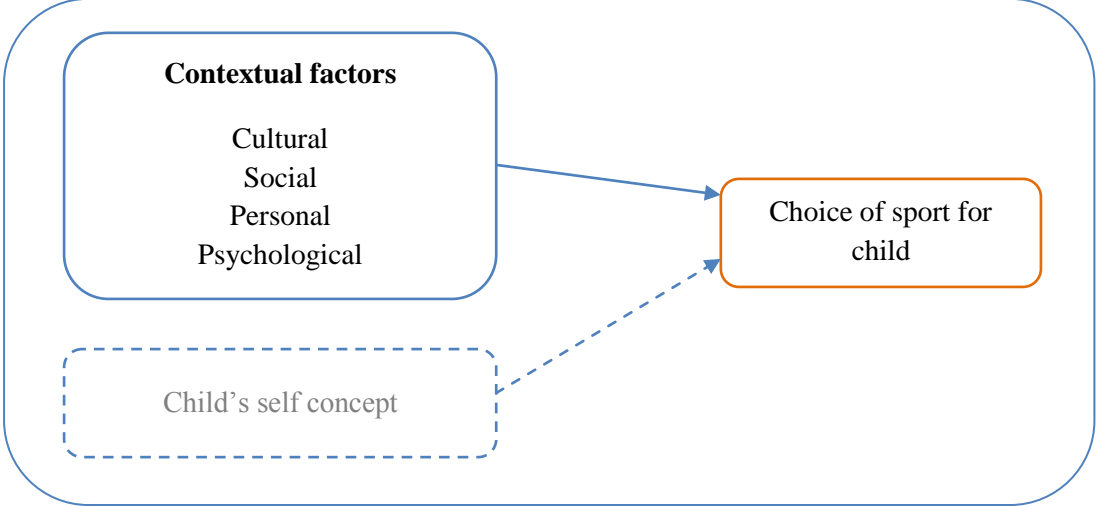 Contextual factors
Cultural
Social
Personal
Psychological
Choice of sport for
child
Child’s self concept